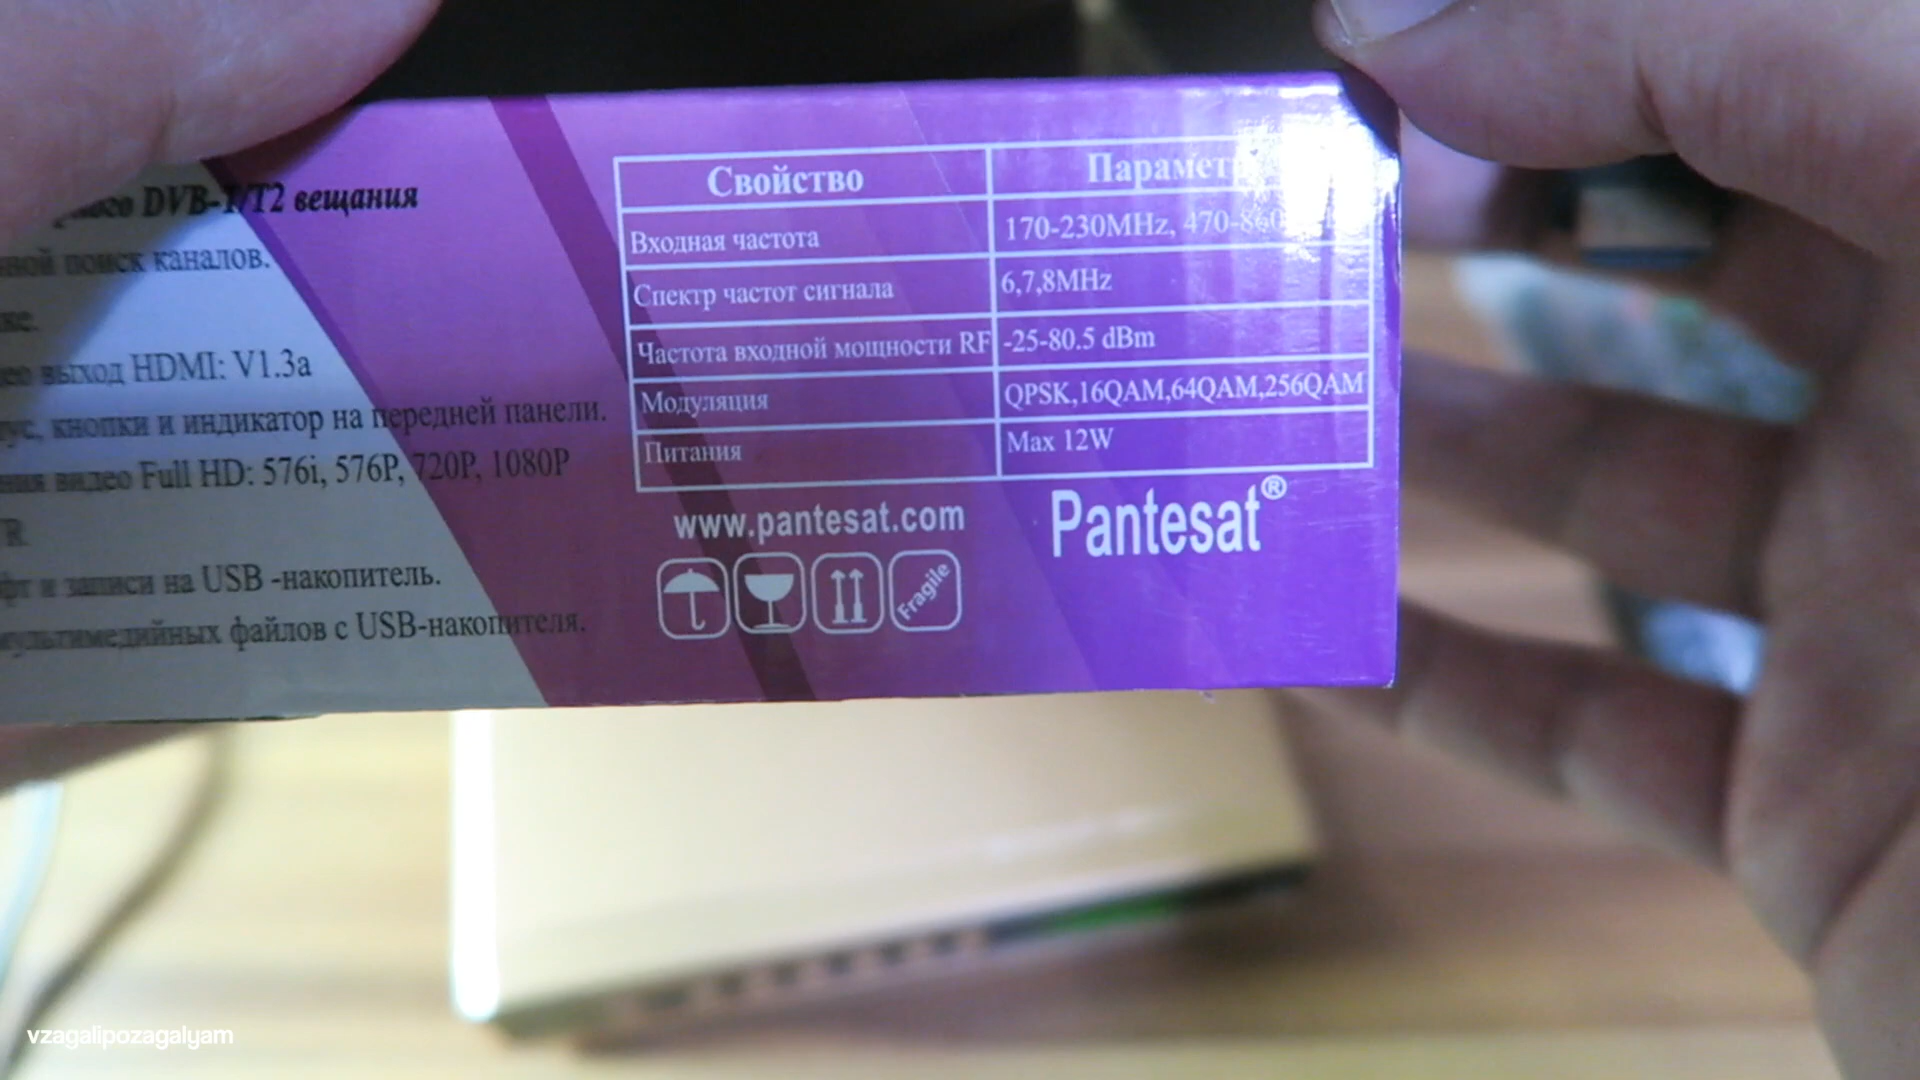 DVB-T/T2 вещания
поиск каналов.
выход HDMI: V1.3a
кнопки и индикатор на передней панели.
видео Full HD: 576i, 576P, 720P, 1080P
R
и записи на USB -накопитель.
мультимедийных файлов с USB-накопителя.
Свойство
Входная частота 170-230MHz,
Спектр частот сигнала 6,7,8MHz
Частота входной мощности RF -25-80.5 dBm
Модуляция QPSK,16QAM,64QAM,256QAM
Питания Max 12W
www.pantesat.com Pantesat®
Fragile
vzagalipozagalyam